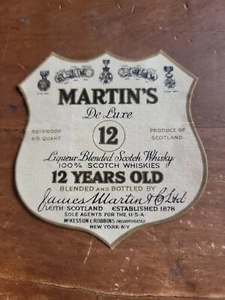 MARTIN'S
De Luxe
86 PROOF PRODUCE OF
4/5 QUART SCOTLAND
12
Liqueur Blended Scotch Whisky
100% SCOTCH WHISKIES
12 YEARS OLD
BLENDED AND BOTTLED BY
James Martin & Co Ltd
LEITH·SCOTLAND ESTABLISHED 1878
SOLE AGENTS FOR THE U·S·A·
McKESSON & ROBBINS INCORPORATED
NEW YORK·N·Y